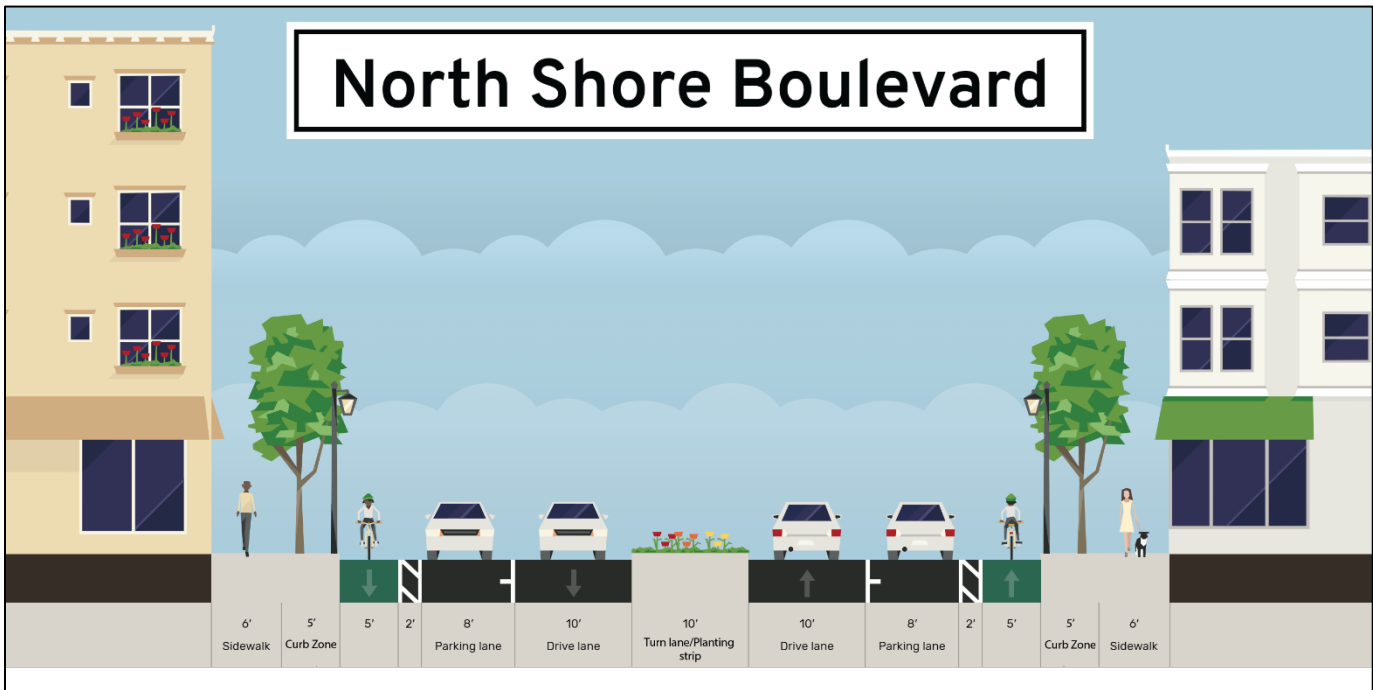 North Shore Boulevard
6' 5' 5' 2' 8' 10' 10' 10' 8' 2' 5' 5' 6'
Sidewalk Curb Zone Parking lane Drive lane Turn lane/Planting Drive lane Parking lane Curb Zone Sidewalk
strip